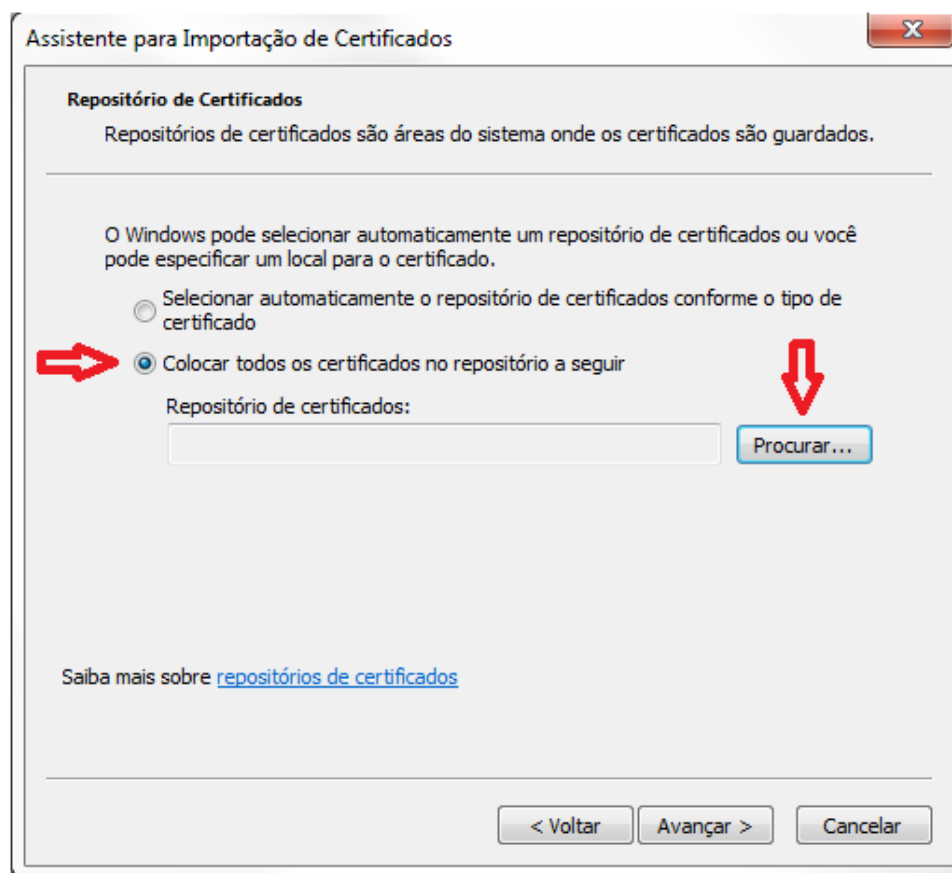 Assistente para Importação de Certificados
Repositório de Certificados
Repositórios de certificados são áreas do sistema onde os certificados são guardados.
O Windows pode selecionar automaticamente um repositório de certificados ou você
pode especificar um local para o certificado.
Selecionar automaticamente o repositório de certificados conforme o tipo de
certificado
Colocar todos os certificados no repositório a seguir
Repositório de certificados:
Procurar...
Saiba mais sobre repositórios de certificados
< Voltar
Avançar >
Cancelar